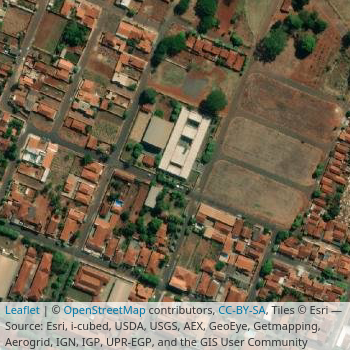 Leaflet | © OpenStreetMap contributors, CC-BY-SA, Tiles © Esri —
Source: Esri, i-cubed, USDA, USGS, AEX, GeoEye, Getmapping,
Aerogrid, IGN, IGP, UPR-EGP, and the GIS User Community